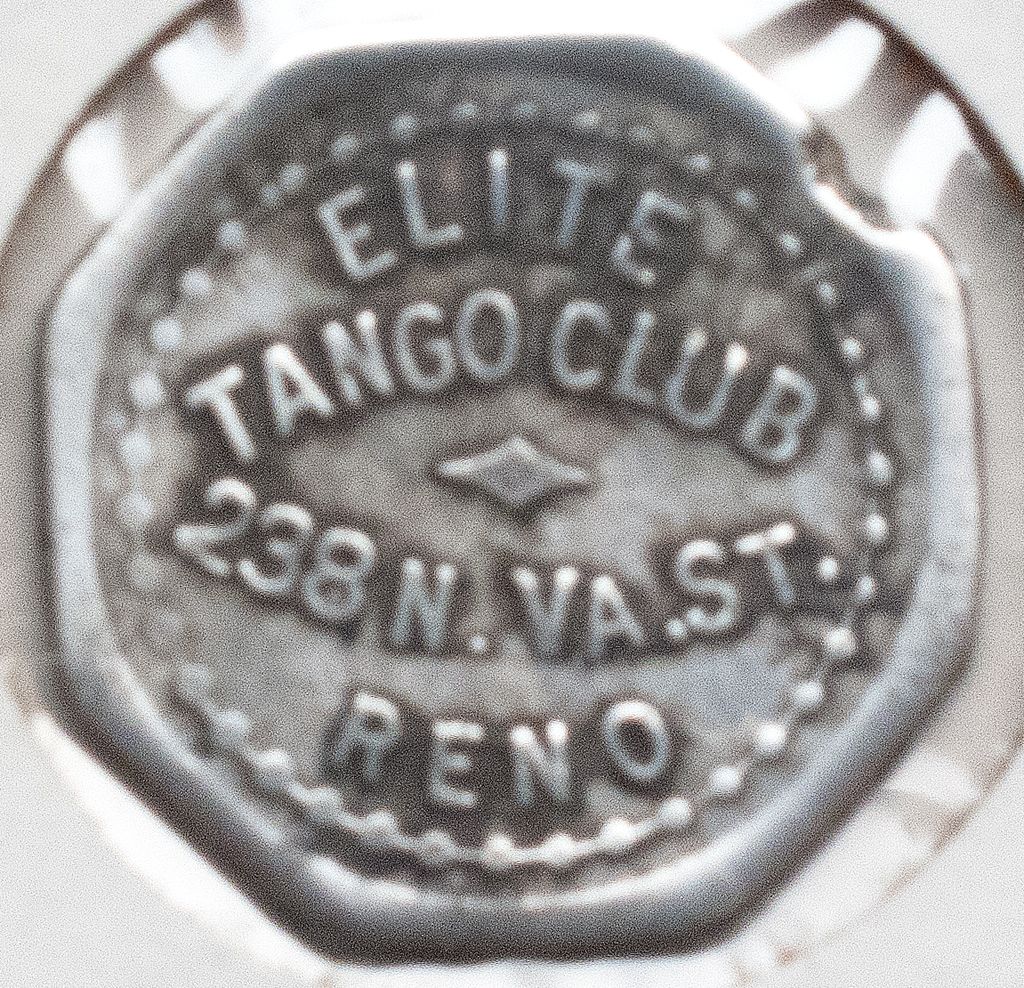 ELITE
TANGO CLUB
238 N. VA. ST.
RENO